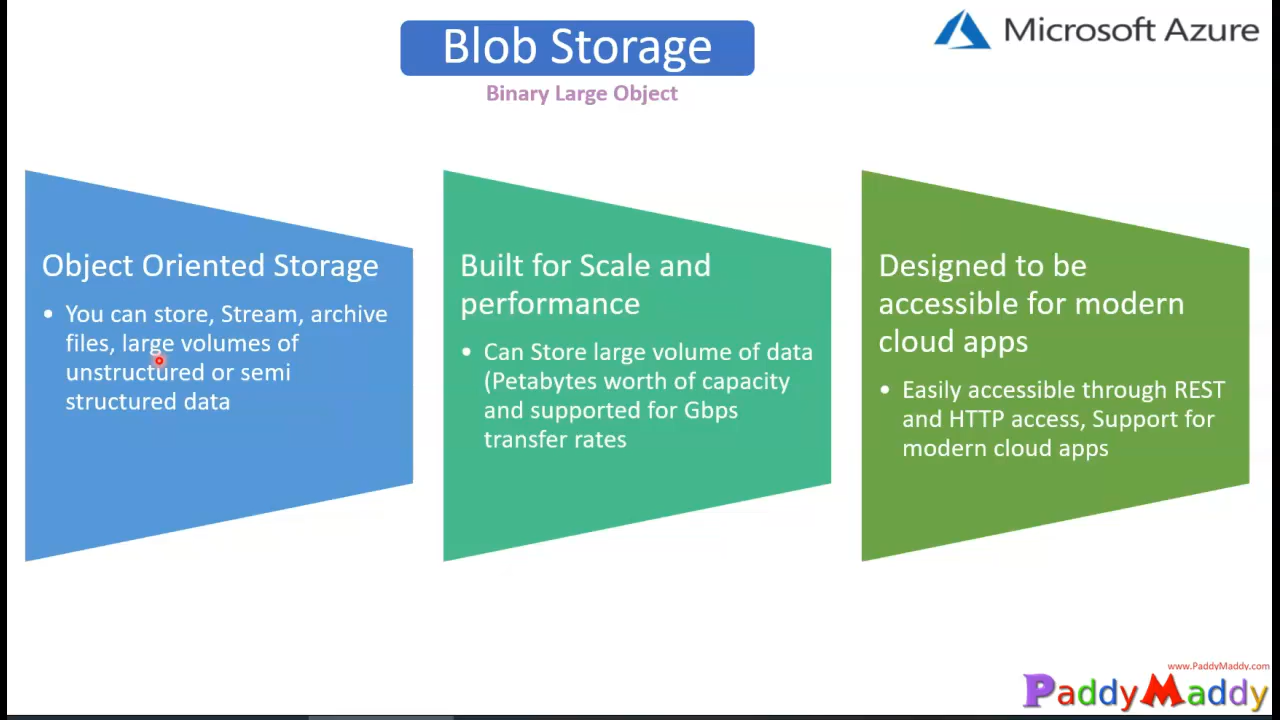 Blob Storage
Microsoft Azure
Binary Large Object
Object Oriented Storage
• You can store, Stream, archive
files, large volumes of
unstructured or semi
structured data
Built for Scale and
performance
• Can Store large volume of data
(Petabytes worth of capacity
and supported for Gbps
transfer rates
Designed to be
accessible for modern
cloud apps
• Easily accessible through REST
and HTTP access, Support for
modern cloud apps
www.PaddyMaddy.com
PaddyMaddy